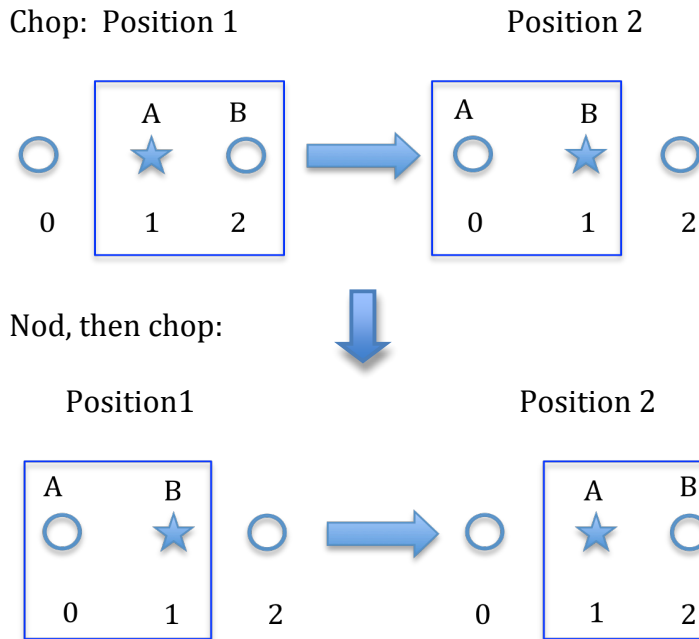 Chop: Position 1 Position 2
A B A B
0 1 2 0 1 2
Nod, then chop:
Position1 Position 2
A B A B
0 1 2 0 1 2